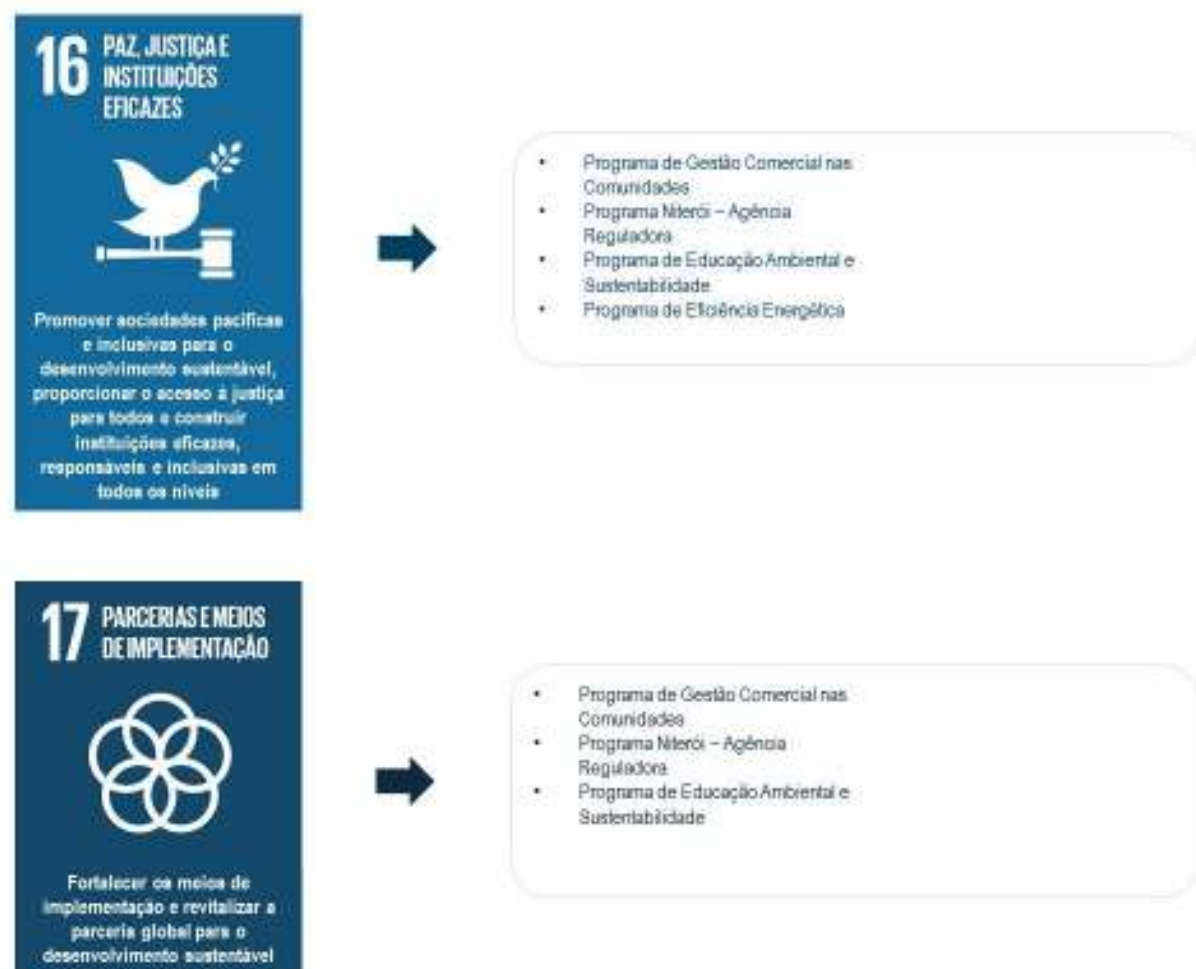 16 PAZ, JUSTIÇA E
INSTITUIÇÕES
EFICAZES
Promover sociedades pacíficas
e inclusivas para o
desenvolvimento sustentável,
proporcionar o acesso à justiça
para todos e construir
instituições eficazes,
responsáveis e inclusivas em
todos os níveis
• Programa de Gestão Comercial nas
Comunidades
• Programa Niterói – Agência
Reguladora
• Programa de Educação Ambiental e
Sustentabilidade
• Programa de Eficiência Energética
17 PARCERIAS E MEIOS
DE IMPLEMENTAÇÃO
Fortalecer os meios de
implementação e revitalizar a
parceria global para o
desenvolvimento sustentável
• Programa de Gestão Comercial nas
Comunidades
• Programa Niterói – Agência
Reguladora
• Programa de Educação Ambiental e
Sustentabilidade